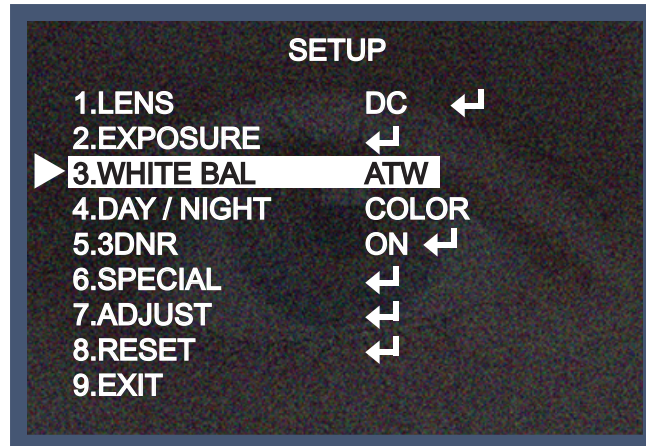 SETUP
1.LENS DC ↵
2.EXPOSURE ↵
3.WHITE BAL ATW
4.DAY / NIGHT COLOR
5.3DNR ON ↵
6.SPECIAL ↵
7.ADJUST ↵
8.RESET ↵
9.EXIT